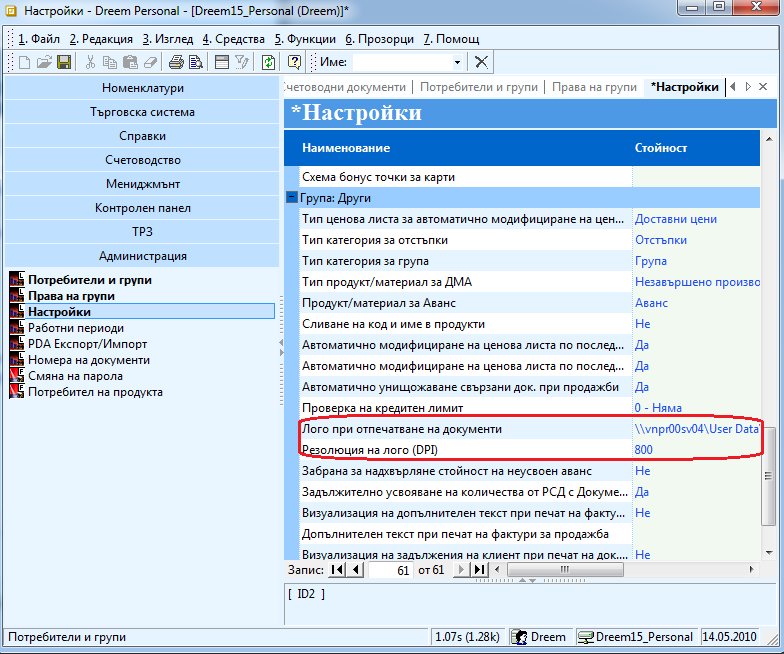 Настройки - Dreem Personal - [Dreem15_Personal (Dreem)]*
1. Файл 2. Редакция 3. Изглед 4. Средства 5. Функции 6. Прозорци 7. Помощ
Име:
Номенклатури
Търговска система
Справки
Счетоводство
Мениджмънт
Контролен панел
ТРЗ
Администрация
Потребители и групи
Права на групи
Настройки
Работни периоди
PDA Експорт/Импорт
Номера на документи
Смяна на парола
Потребител на продукта
четоводни документи Потребители и групи Права на групи *Настройки
*Настройки
Наименование Стойност
Схема бонус точки за карти
Група: Други
Тип ценова листа за автоматично модифициране на цен... Доставни цени
Тип категория за отстъпки Отстъпки
Тип категория за група Група
Тип продукт/материал за ДМА Незавършено произво
Продукт/материал за Аванс Аванс
Сливане на код и име в продукти Не
Автоматично модифициране на ценова листа по послед... Да
Автоматично модифициране на ценова листа по послед... Да
Автоматично унищожаване свързани док. при продажби Да
Проверка на кредитен лимит 0 - Няма
Лого при отпечатване на документи \\vnpr00sv04\User Data
Резолюция на лого (DPI) 800
Забрана за надхвърляне стойност на неусвоен аванс Не
Задължително усвояване на количества от РСД с Докуме... Да
Визуализация на допълнителен текст при печат на факту... Не
Допълнителен текст при печат на фактури за продажба
Визуализация на задължения на клиент при печат на док.... Не
Запис: 61 от 61
[ ID2 ]
Потребители и групи 1.07s (1.28k) Dreem Dreem15_Personal 14.05.2010